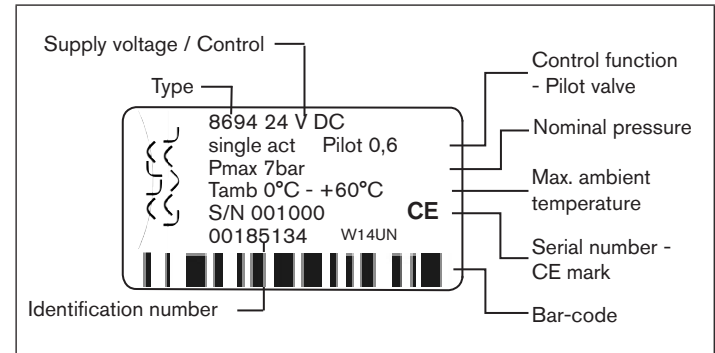 Supply voltage / Control
Type
Control function
- Pilot valve
Nominal pressure
Max. ambient
temperature
Serial number -
CE mark
Bar-code
Identification number
8694 24 V DC
single act Pilot 0,6
Pmax 7bar
Tamb 0°C - +60°C
S/N 001000 CE
00185134 W14UN